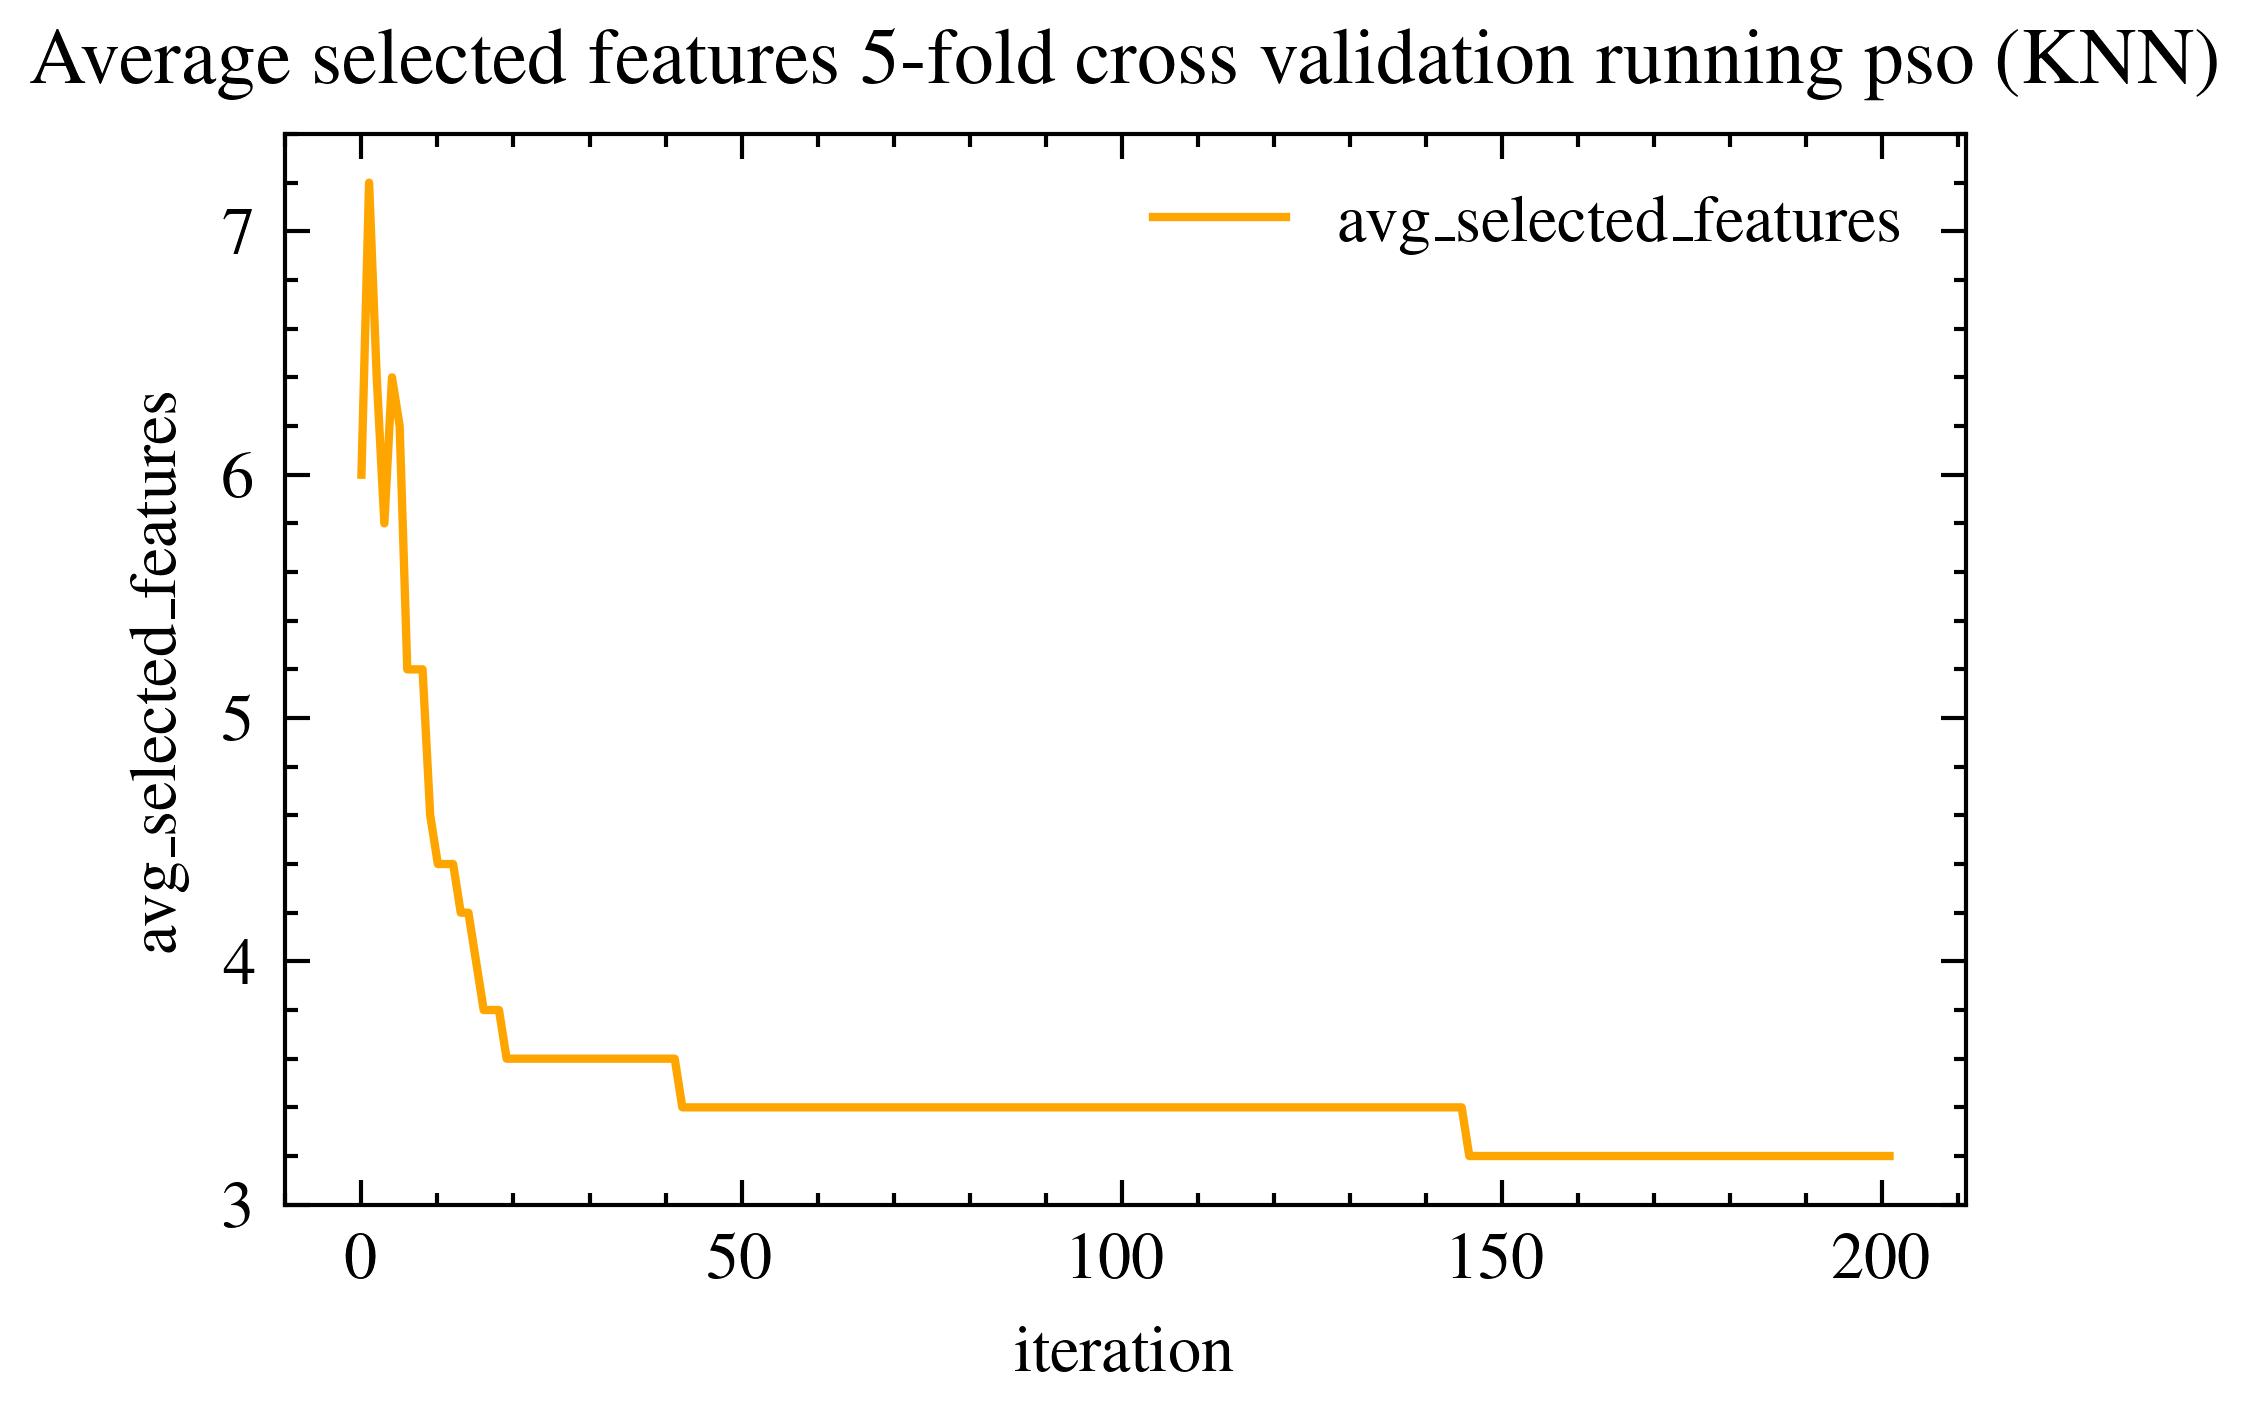 Average selected features 5-fold cross validation running pso (KNN)
avg_selected_features
7
6
5
4
3
avg_selected_features
0 50 100 150 200
iteration